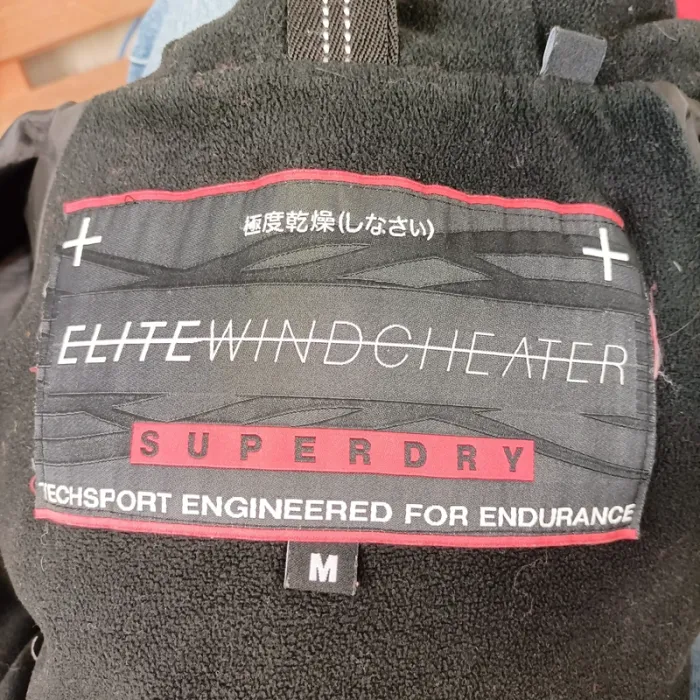 極度乾燥(しなさい)
ELITEWINDCHEATER
SUPERDRY
TECHSPORT ENGINEERED FOR ENDURANCE
M